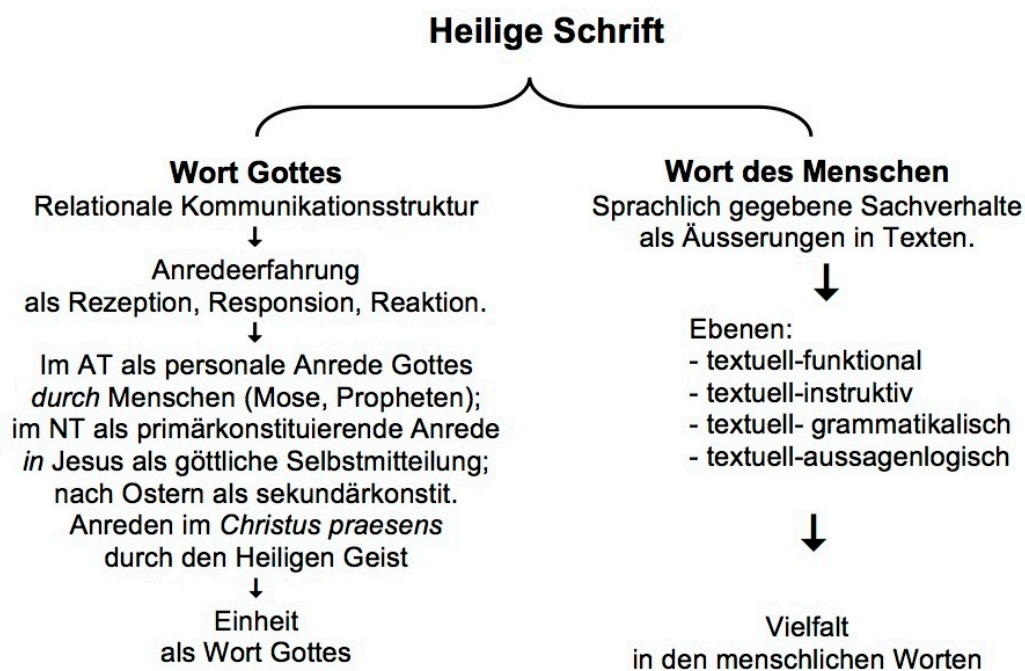 Heilige Schrift
Wort Gottes
Relationale Kommunikationsstruktur
Anredeerfahrung
als Rezeption, Responsion, Reaktion.
Im AT als personale Anrede Gottes
durch Menschen (Mose, Propheten);
im NT als primärkonstituierende Anrede
in Jesus als göttliche Selbstmitteilung;
nach Ostern als sekundärkonstit.
Anreden im Christus praesens
durch den Heiligen Geist
Einheit
als Wort Gottes
Wort des Menschen
Sprachlich gegebene Sachverhalte
als Äusserungen in Texten.
Ebenen:
- textuell-funktional
- textuell-instruktiv
- textuell- grammatikalisch
- textuell-aussagenlogisch
Vielfalt
in den menschlichen Worten